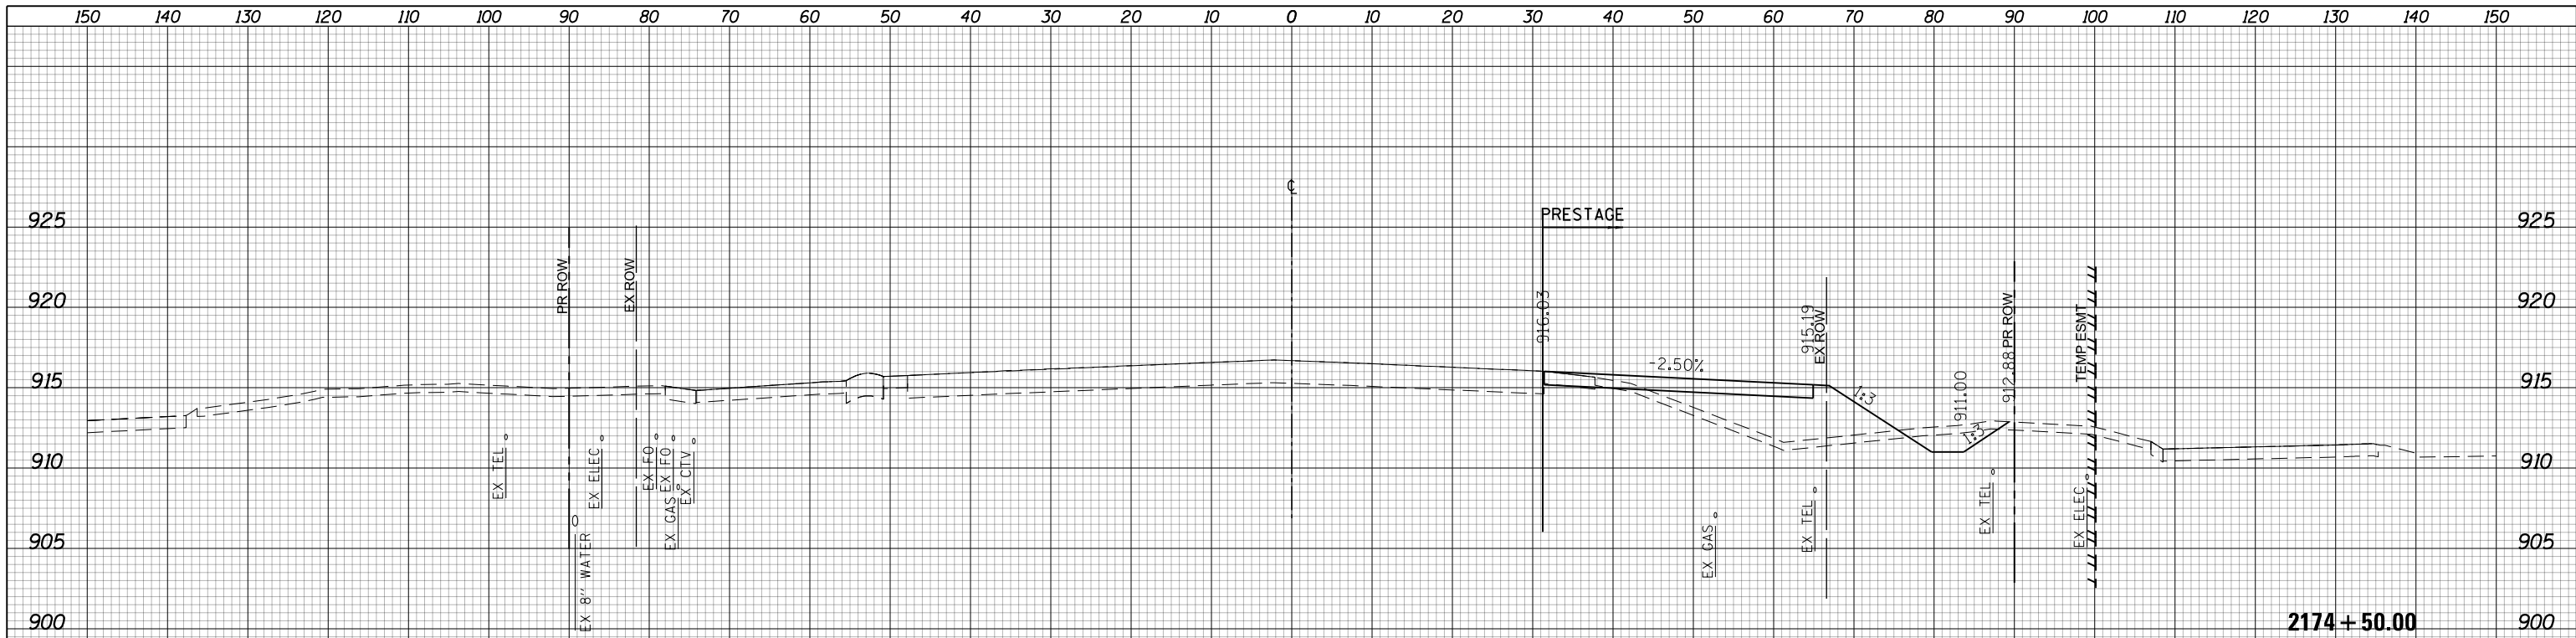 150 140 130 120 110 100 90 80 70 60 50 40 30 20 10 0 10 20 30 40 50 60 70 80 90 100 110 120 130 140 150
℄
PRESTAGE
925 925
PR ROW
EX ROW
920 920
916.03
915.19
EX ROW
912.88 PR ROW
TEMP ESMT
-2.50%
915 915
1:3
911.00
1:3
EX TEL
EX ELEC
EX FO
EX FO
EX CTV
EX GAS
910 910
EX 8'' WATER
EX GAS
EX TEL
EX TEL
EX ELEC
905 905
900 900
2174+50.00